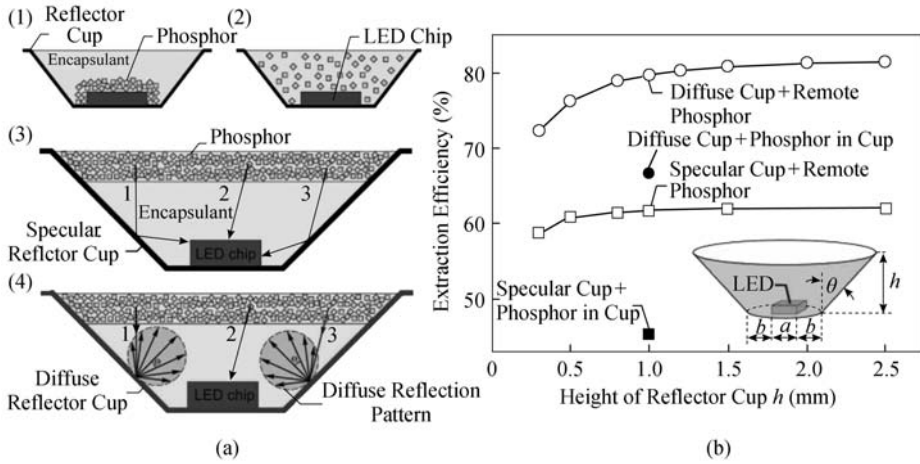 (1)
Reflector
Cup
Phosphor
Encapsulant
(2)
LED Chip
(3)
Phosphor
1
2
3
Encapsulant
Specular
Reflctor Cup
LED chip
(4)
1
2
3
Diffuse
Reflector Cup
LED chip
Diffuse Reflection
Pattern
(a)
Extraction Efficiency (%)
90
80
70
60
50
Diffuse Cup+Remote
Phosphor
Diffuse Cup+Phosphor in Cup
Specular Cup+Remote
Phosphor
Specular Cup+
Phosphor in Cup
LED
θ
h
b
a
b
0.5
1.0
1.5
2.0
2.5
Height of Reflector Cup h (mm)
(b)